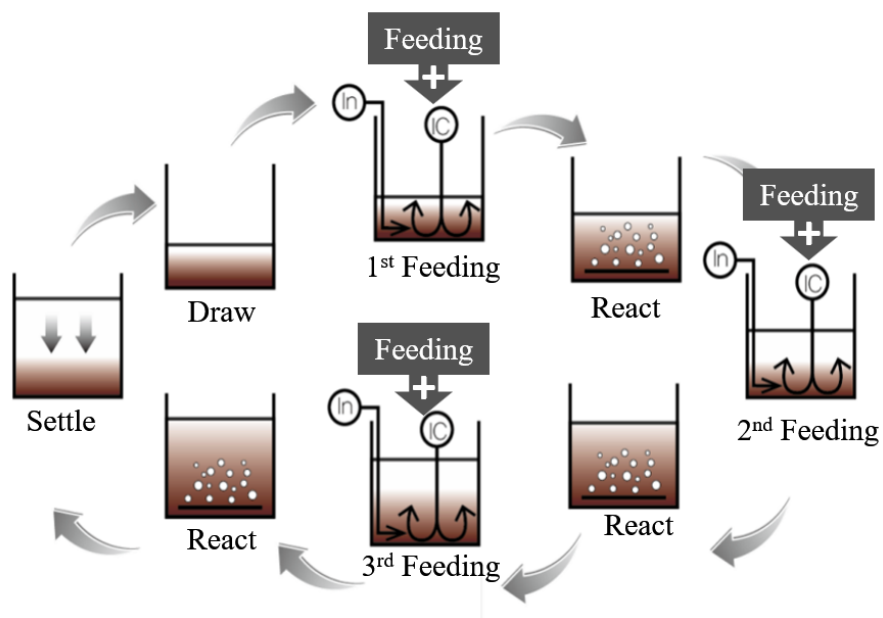 Feeding
In
IC
1st Feeding
Draw
Settle
React
Feeding
In
IC
2nd Feeding
React
Feeding
In
IC
3rd Feeding
React